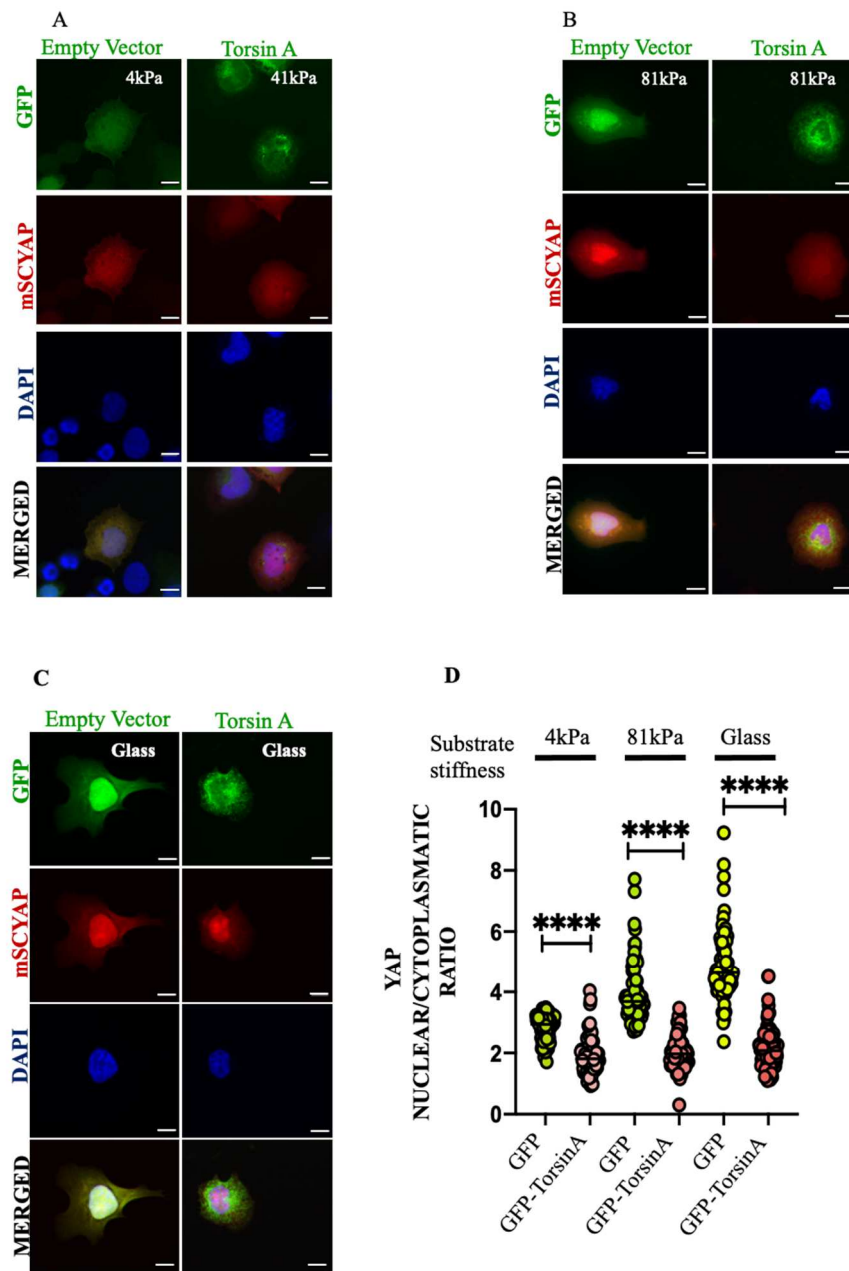 A
Empty Vector Torsin A
4kPa 41kPa
GFP
mSCYAP
DAPI
MERGED
B
Empty Vector Torsin A
81kPa 81kPa
GFP
mSCYAP
DAPI
MERGED
C
Empty Vector Torsin A
Glass Glass
GFP
mSCYAP
DAPI
MERGED
D
Substrate stiffness
4kPa 81kPa Glass
YAP
NUCLEAR/CYTOPLASMATIC
RATIO
10
8
6
4
2
0
**** **** ****
GFP
GFP-TorsinA
GFP
GFP-TorsinA
GFP
GFP-TorsinA